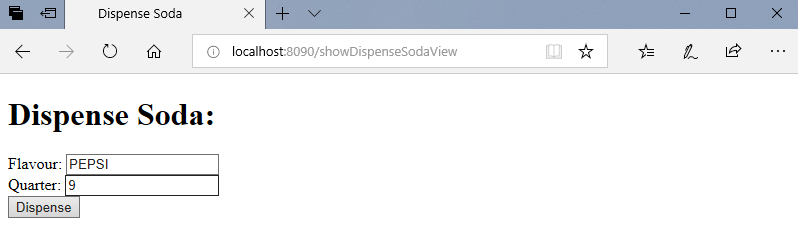 Dispense Soda
localhost:8090/showDispenseSodaView
Dispense Soda:
Flavour: PEPSI
Quarter: 9
Dispense